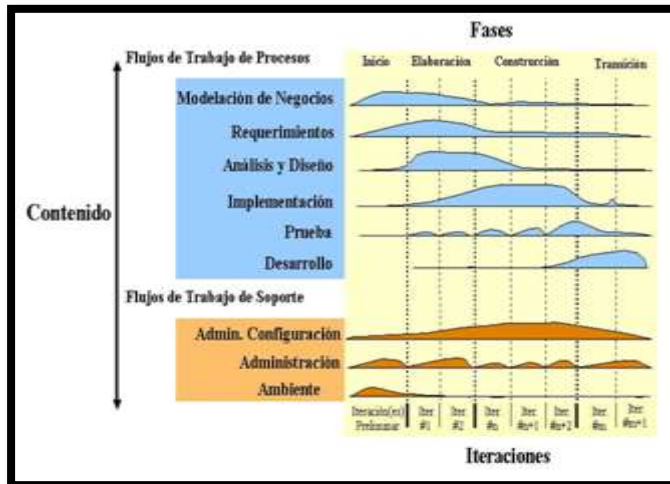 Fases
Flujos de Trabajo de Procesos
Inicio Elaboración Construcción Transición
Modelación de Negocios
Requerimientos
Análisis y Diseño
Implementación
Contenido
Prueba
Desarrollo
Flujos de Trabajo de Soporte
Admin. Configuración
Administración
Ambiente
Iteración(es) Iter Iter Iter Iter Iter Iter Iter
Preliminar #1 #2 #n #n+1 #n+2 #m #m+1
Iteraciones